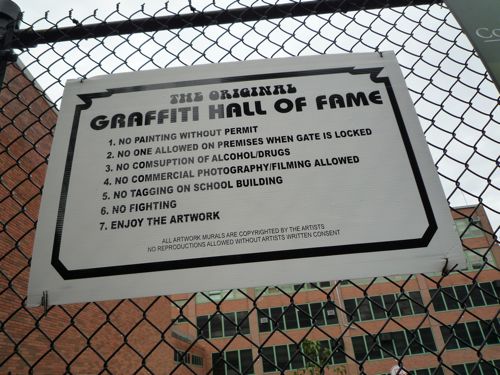 THE ORIGINAL
GRAFFITI HALL OF FAME
1. NO PAINTING WITHOUT PERMIT
2. NO ONE ALLOWED ON PREMISES WHEN GATE IS LOCKED
3. NO COMSUPTION OF ALCOHOL/DRUGS
4. NO COMMERCIAL PHOTOGRAPHY/FILMING ALLOWED
5. NO TAGGING ON SCHOOL BUILDING
6. NO FIGHTING
7. ENJOY THE ARTWORK
ALL ARTWORK MURALS ARE COPYRIGHTED BY THE ARTISTS
NO REPRODUCTIONS ALLOWED WITHOUT ARTISTS WRITTEN CONSENT